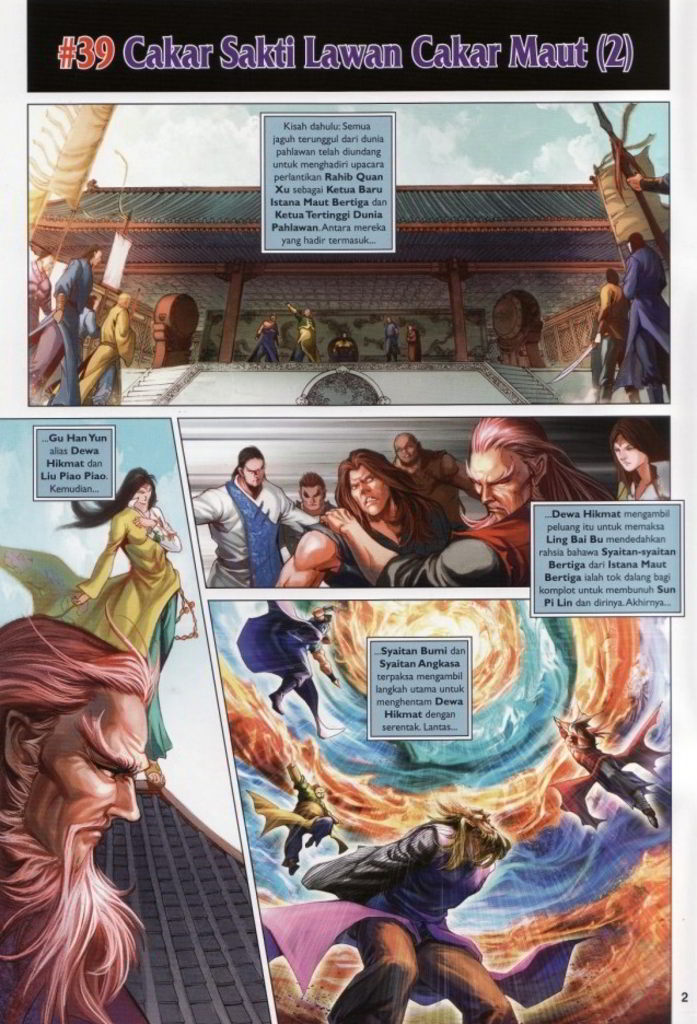 #39 Cakar Sakti Lawan Cakar Maut (2)
Kisah dahulu: Semua
jaguh terunggul dari dunia
pahlawan telah diundang
untuk menghadiri upacara
perlantikan Rahib Quan
Xu sebagai Ketua Baru
Istana Maut Bertiga dan
Ketua Tertinggi Dunia
Pahlawan. Antara mereka
yang hadir termasuk...
...Gu Han Yun
alias Dewa
Hikmat dan
Liu Piao Piao.
Kemudian...
...Dewa Hikmat mengambil
peluang itu untuk memaksa
Ling Bai Bu mendedahkan
rahsia bahawa Syaitan-syaitan
Bertiga dari Istana Maut
Bertiga ialah tok dalang bagi
komplot untuk membunuh Sun
Pi Lin dan dirinya. Akhirnya...
...Syaitan Bumi dan
Syaitan Angkasa
terpaksa mengambil
langkah utama untuk
menghentam Dewa
Hikmat dengan
serentak. Lantas...
2